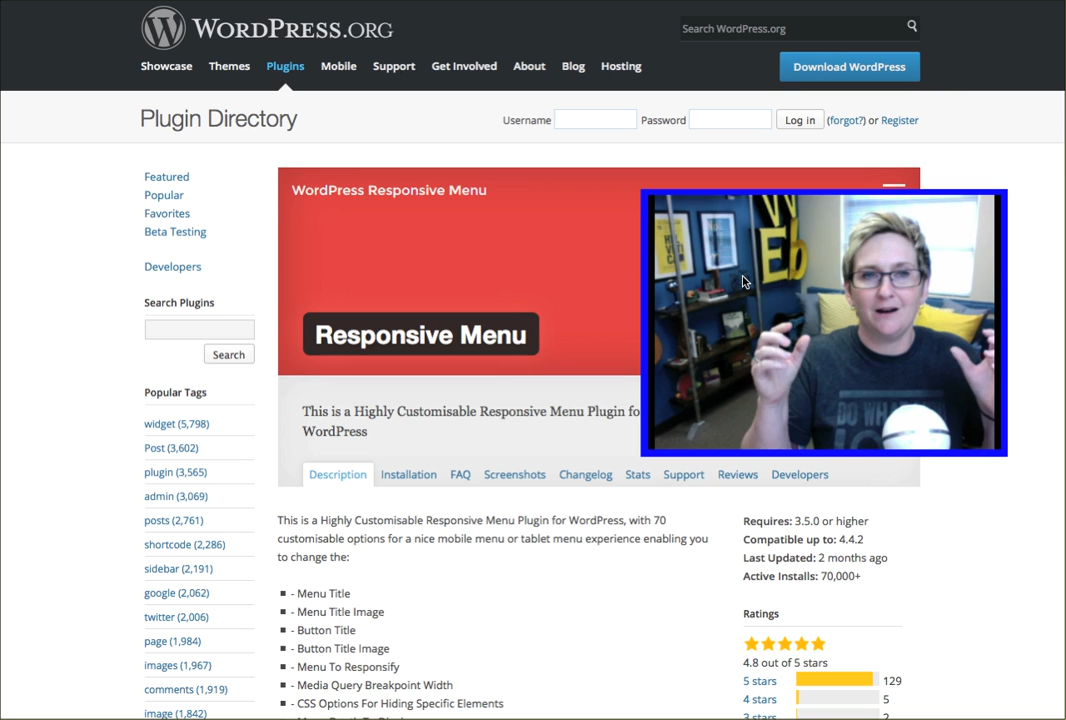 WORDPRESS.ORG
Search WordPress.org
Showcase Themes Plugins Mobile Support Get Involved About Blog Hosting
Download WordPress
Plugin Directory
Username Password Log in (forgot?) or Register
Featured
Popular
Favorites
Beta Testing
Developers
Search Plugins
Search
Popular Tags
widget (5,798)
Post (3,602)
plugin (3,565)
admin (3,069)
posts (2,761)
shortcode (2,286)
sidebar (2,191)
google (2,062)
twitter (2,006)
page (1,984)
images (1,967)
comments (1,919)
image (1,842)
WordPress Responsive Menu
Responsive Menu
WEb
DO WHAT
This is a Highly Customisable Responsive Menu Plugin fo
WordPress
Description Installation FAQ Screenshots Changelog Stats Support Reviews Developers
This is a Highly Customisable Responsive Menu Plugin for WordPress, with 70
customisable options for a nice mobile menu or tablet menu experience enabling you
to change the:
- Menu Title
- Menu Title Image
- Button Title
- Button Title Image
- Menu To Responsify
- Media Query Breakpoint Width
- CSS Options For Hiding Specific Elements
Requires: 3.5.0 or higher
Compatible up to: 4.4.2
Last Updated: 2 months ago
Active Installs: 70,000+
Ratings
4.8 out of 5 stars
5 stars 129
4 stars 5
3 stars 2